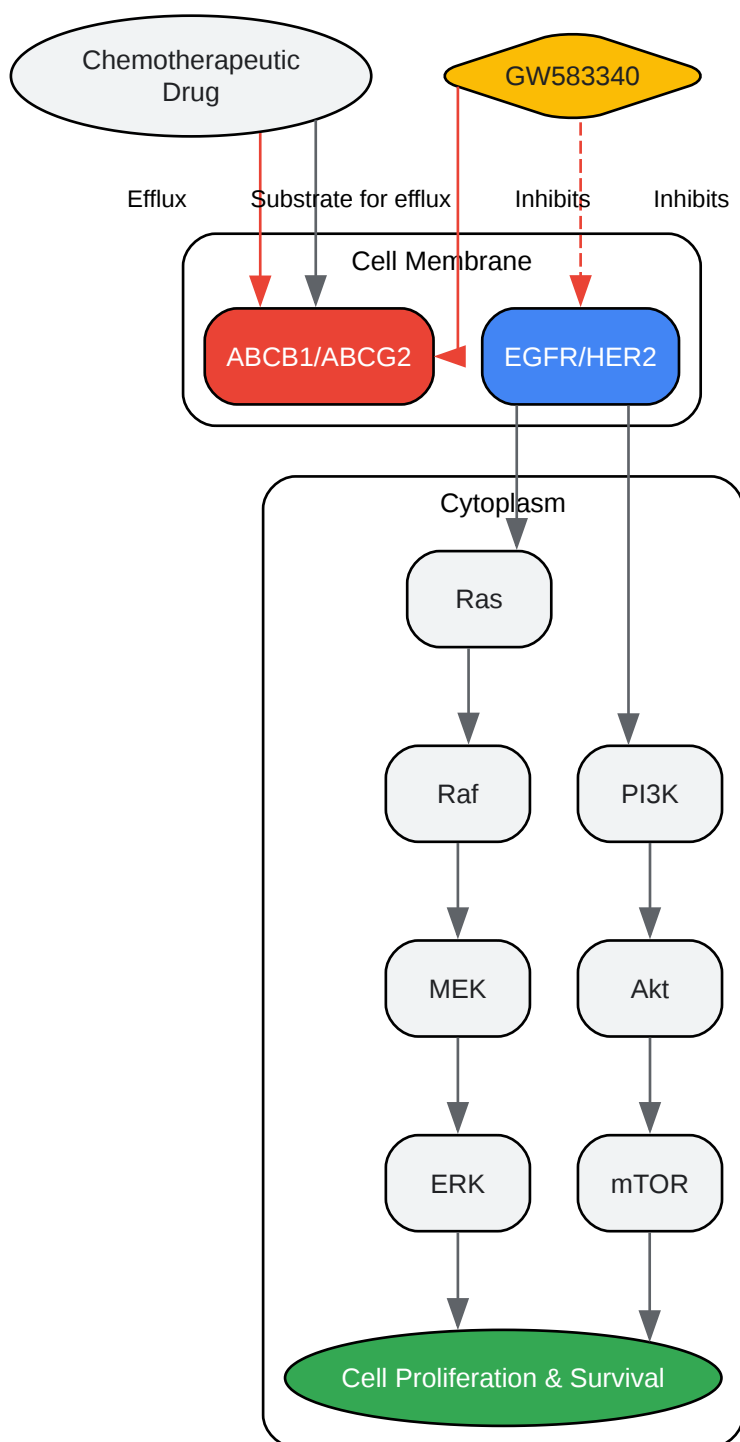 Chemotherapeutic
Drug
GW583340
Efflux
Substrate for efflux
Inhibits
Inhibits
Cell Membrane
ABCB1/ABCG2
EGFR/HER2
Cytoplasm
Ras
Raf
PI3K
MEK
Akt
ERK
mTOR
Cell Proliferation & Survival